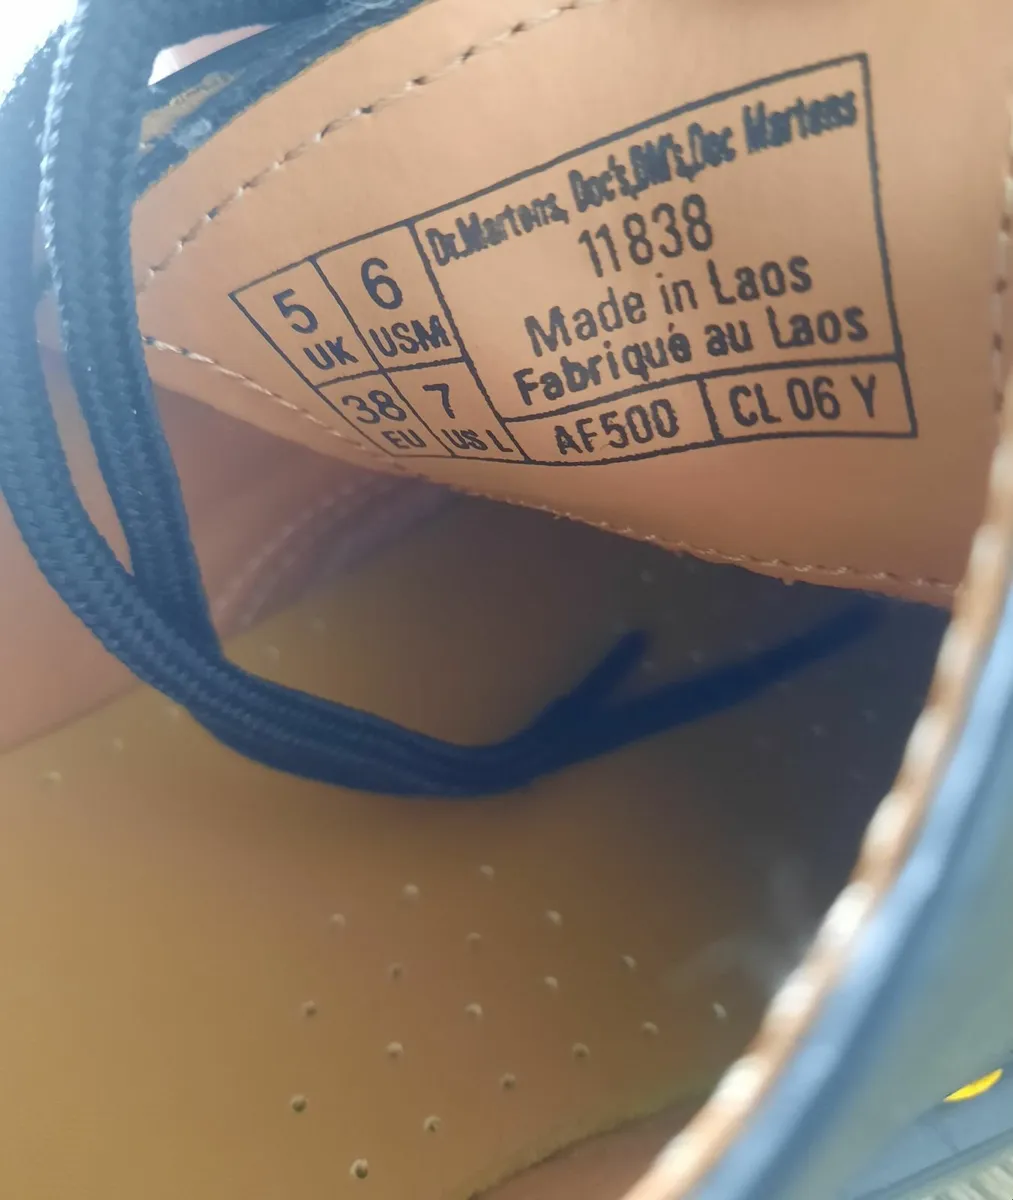 5 UK
6 USM
38 EU
7 US L
Dr.Martens, Doc's,DM's,Doc Martens
11838
Made in Laos
Fabriqué au Laos
AF500
CL 06 Y